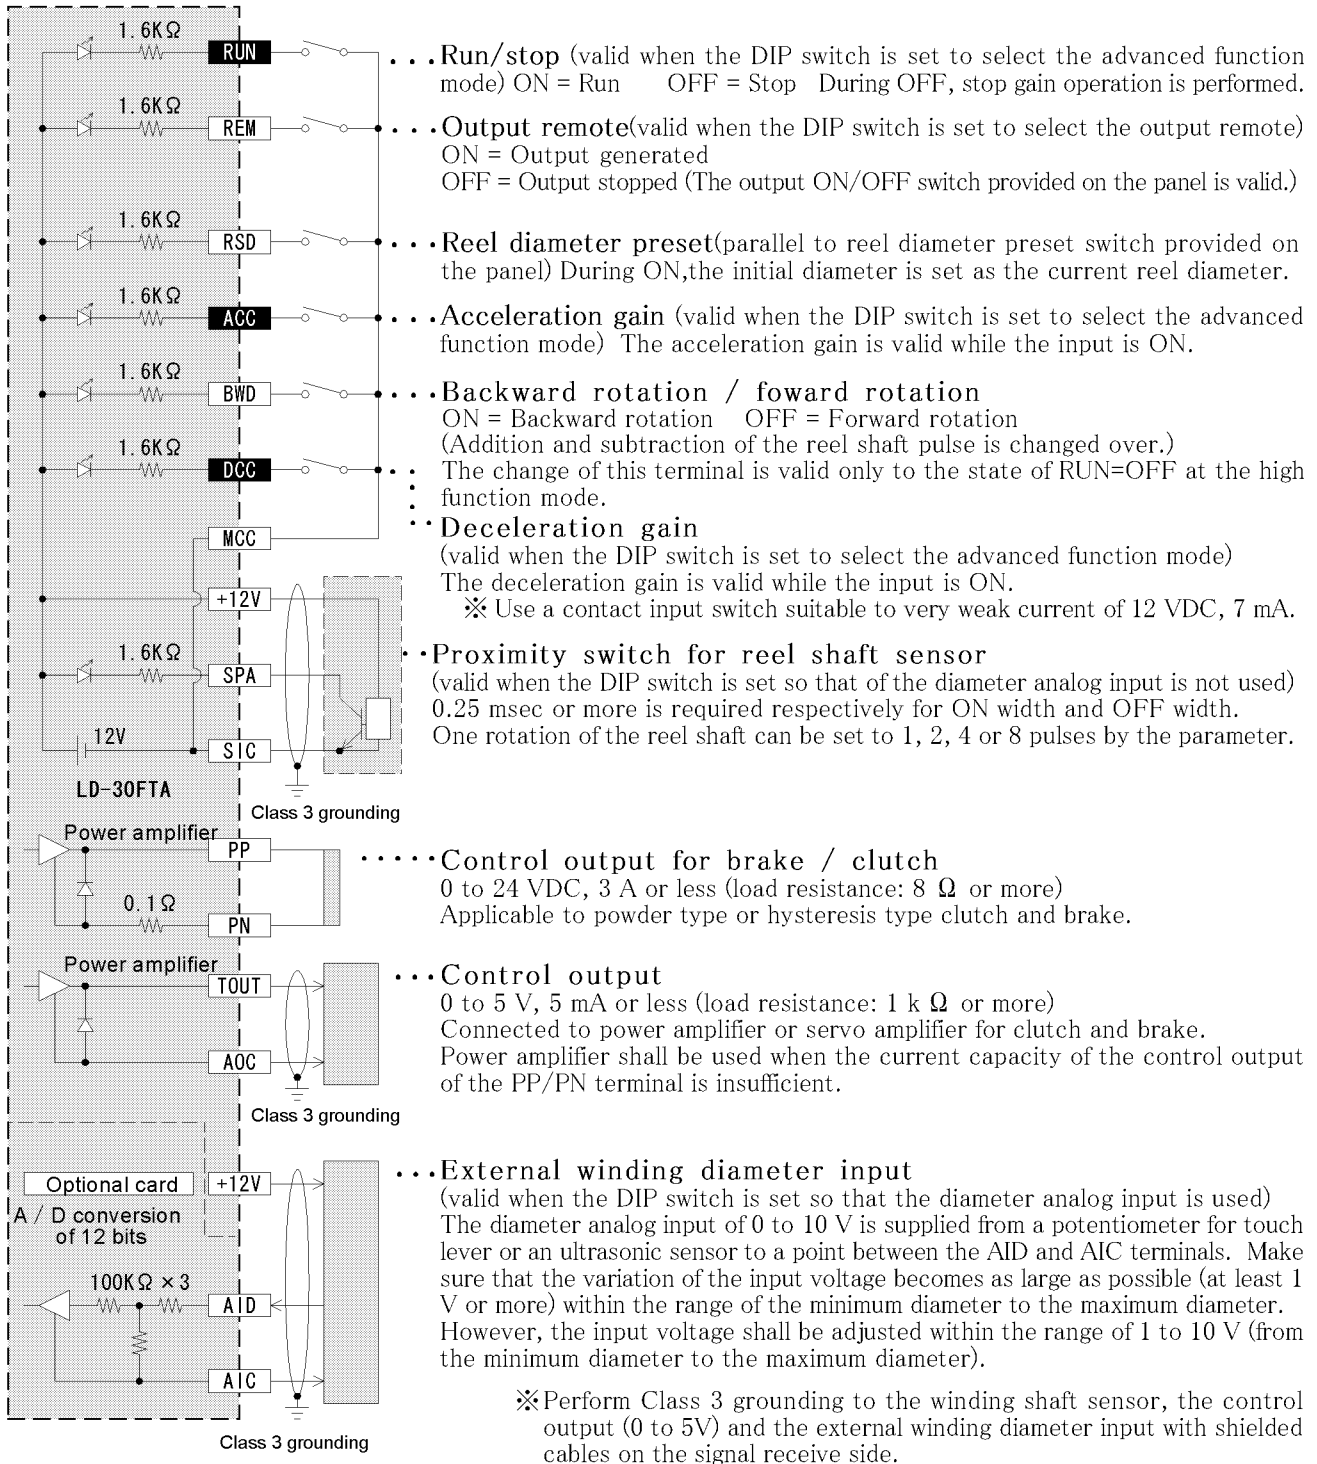 1.6KΩ
RUN
...Run/stop (valid when the DIP switch is set to select the advanced function
mode) ON = Run OFF = Stop During OFF, stop gain operation is performed.
1.6KΩ
REM
...Output remote(valid when the DIP switch is set to select the output remote)
ON = Output generated
OFF = Output stopped (The output ON/OFF switch provided on the panel is valid.)
1.6KΩ
RSD
...Reel diameter preset(parallel to reel diameter preset switch provided on
the panel) During ON,the initial diameter is set as the current reel diameter.
1.6KΩ
ACC
...Acceleration gain (valid when the DIP switch is set to select the advanced
function mode) The acceleration gain is valid while the input is ON.
1.6KΩ
BWD
...Backward rotation / foward rotation
ON = Backward rotation OFF = Forward rotation
(Addition and subtraction of the reel shaft pulse is changed over.)
1.6KΩ
DCC
The change of this terminal is valid only to the state of RUN=OFF at the high
function mode.
MCC
Deceleration gain
(valid when the DIP switch is set to select the advanced function mode)
The deceleration gain is valid while the input is ON.
+12V
※ Use a contact input switch suitable to very weak current of 12 VDC, 7 mA.
1.6KΩ
SPA
..Proximity switch for reel shaft sensor
(valid when the DIP switch is set so that of the diameter analog input is not used)
0.25 msec or more is required respectively for ON width and OFF width.
One rotation of the reel shaft can be set to 1, 2, 4 or 8 pulses by the parameter.
12V
SIC
LD-30FTA
Class 3 grounding
Power amplifier
PP
.....Control output for brake / clutch
0 to 24 VDC, 3 A or less (load resistance: 8 Ω or more)
Applicable to powder type or hysteresis type clutch and brake.
0.1Ω
PN
Power amplifier
TOUT
...Control output
0 to 5 V, 5 mA or less (load resistance: 1 k Ω or more)
Connected to power amplifier or servo amplifier for clutch and brake.
Power amplifier shall be used when the current capacity of the control output
of the PP/PN terminal is insufficient.
AOC
Class 3 grounding
Optional card
+12V
A / D conversion
of 12 bits
...External winding diameter input
(valid when the DIP switch is set so that the diameter analog input is used)
The diameter analog input of 0 to 10 V is supplied from a potentiometer for touch
lever or an ultrasonic sensor to a point between the AID and AIC terminals. Make
sure that the variation of the input voltage becomes as large as possible (at least 1
V or more) within the range of the minimum diameter to the maximum diameter.
However, the input voltage shall be adjusted within the range of 1 to 10 V (from
the minimum diameter to the maximum diameter).
100KΩ ×3
AID
AIC
Class 3 grounding
※Perform Class 3 grounding to the winding shaft sensor, the control
output (0 to 5V) and the external winding diameter input with shielded
cables on the signal receive side.